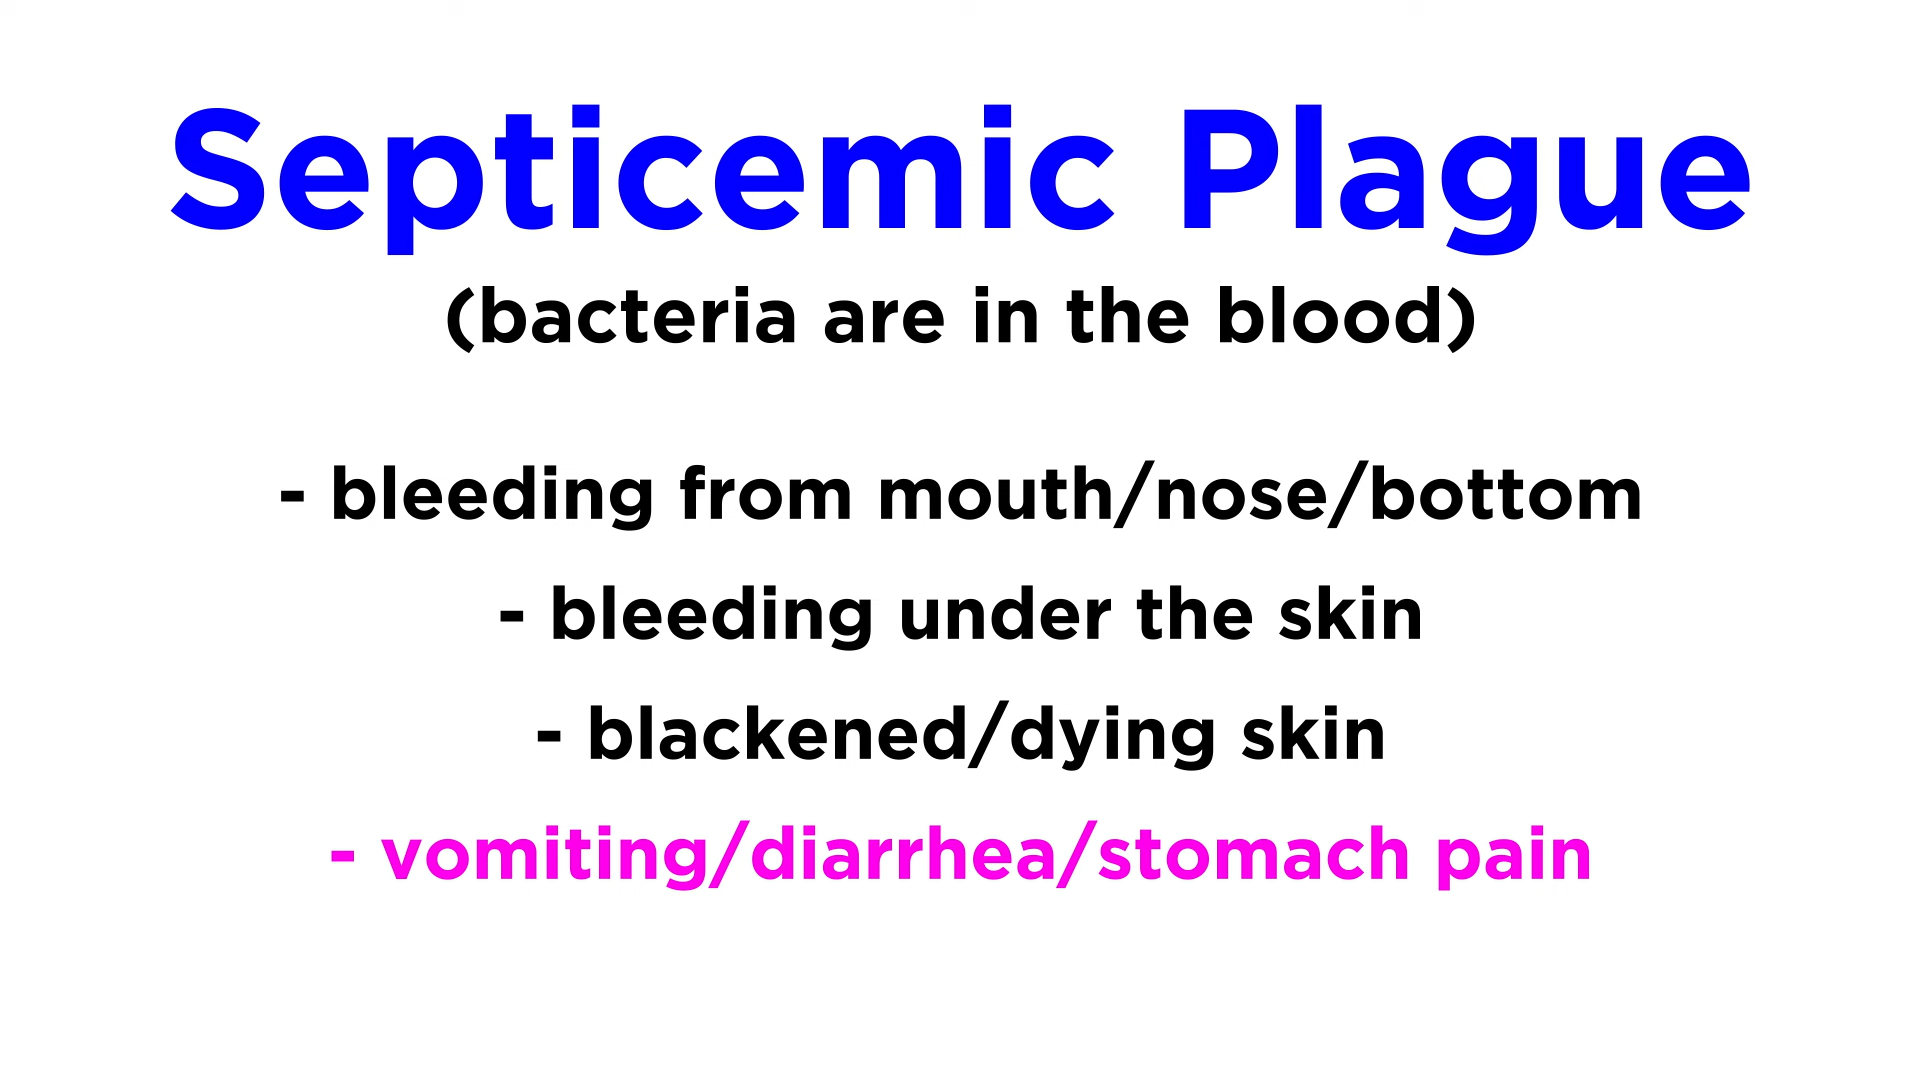 Septicemic Plague
(bacteria are in the blood)
- bleeding from mouth/nose/bottom
- bleeding under the skin
- blackened/dying skin
- vomiting/diarrhea/stomach pain